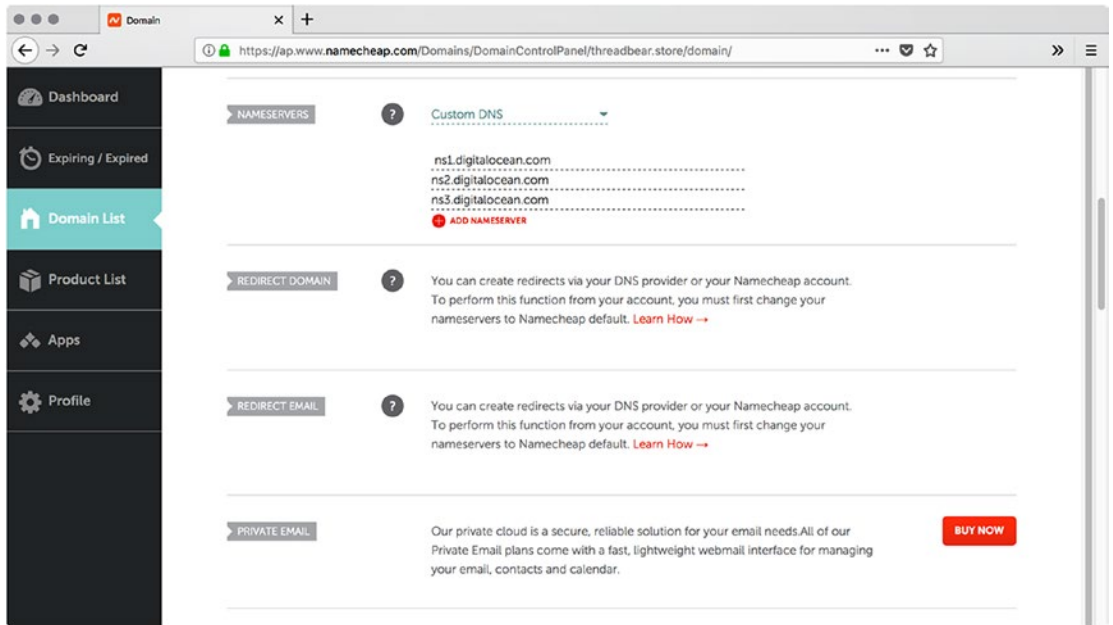 Domain
https://ap.www.namecheap.com/Domains/DomainControlPanel/threadbear.store/domain/
Dashboard
Expiring / Expired
Domain List
Product List
Apps
Profile
NAMESERVERS
?
Custom DNS
ns1.digitalocean.com
ns2.digitalocean.com
ns3.digitalocean.com
ADD NAMESERVER
REDIRECT DOMAIN
?
You can create redirects via your DNS provider or your Namecheap account.
To perform this function from your account, you must first change your
nameservers to Namecheap default. Learn How →
REDIRECT EMAIL
?
You can create redirects via your DNS provider or your Namecheap account.
To perform this function from your account, you must first change your
nameservers to Namecheap default. Learn How →
PRIVATE EMAIL
Our private cloud is a secure, reliable solution for your email needs.All of our
Private Email plans come with a fast, lightweight webmail interface for managing
your email, contacts and calendar.
BUY NOW